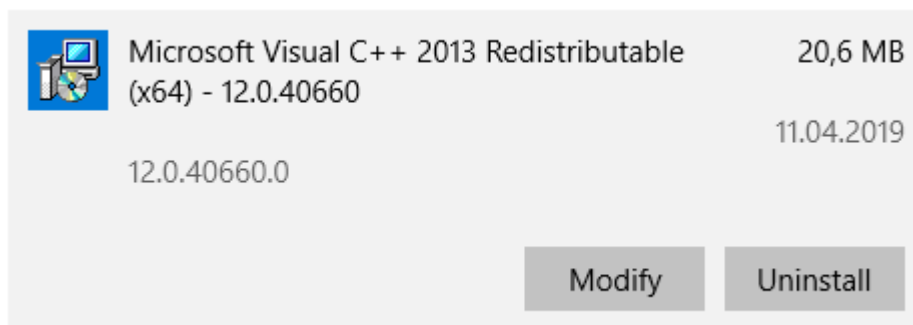 Microsoft Visual C++ 2013 Redistributable
(x64) - 12.0.40660
20,6 MB
11.04.2019
12.0.40660.0
Modify
Uninstall